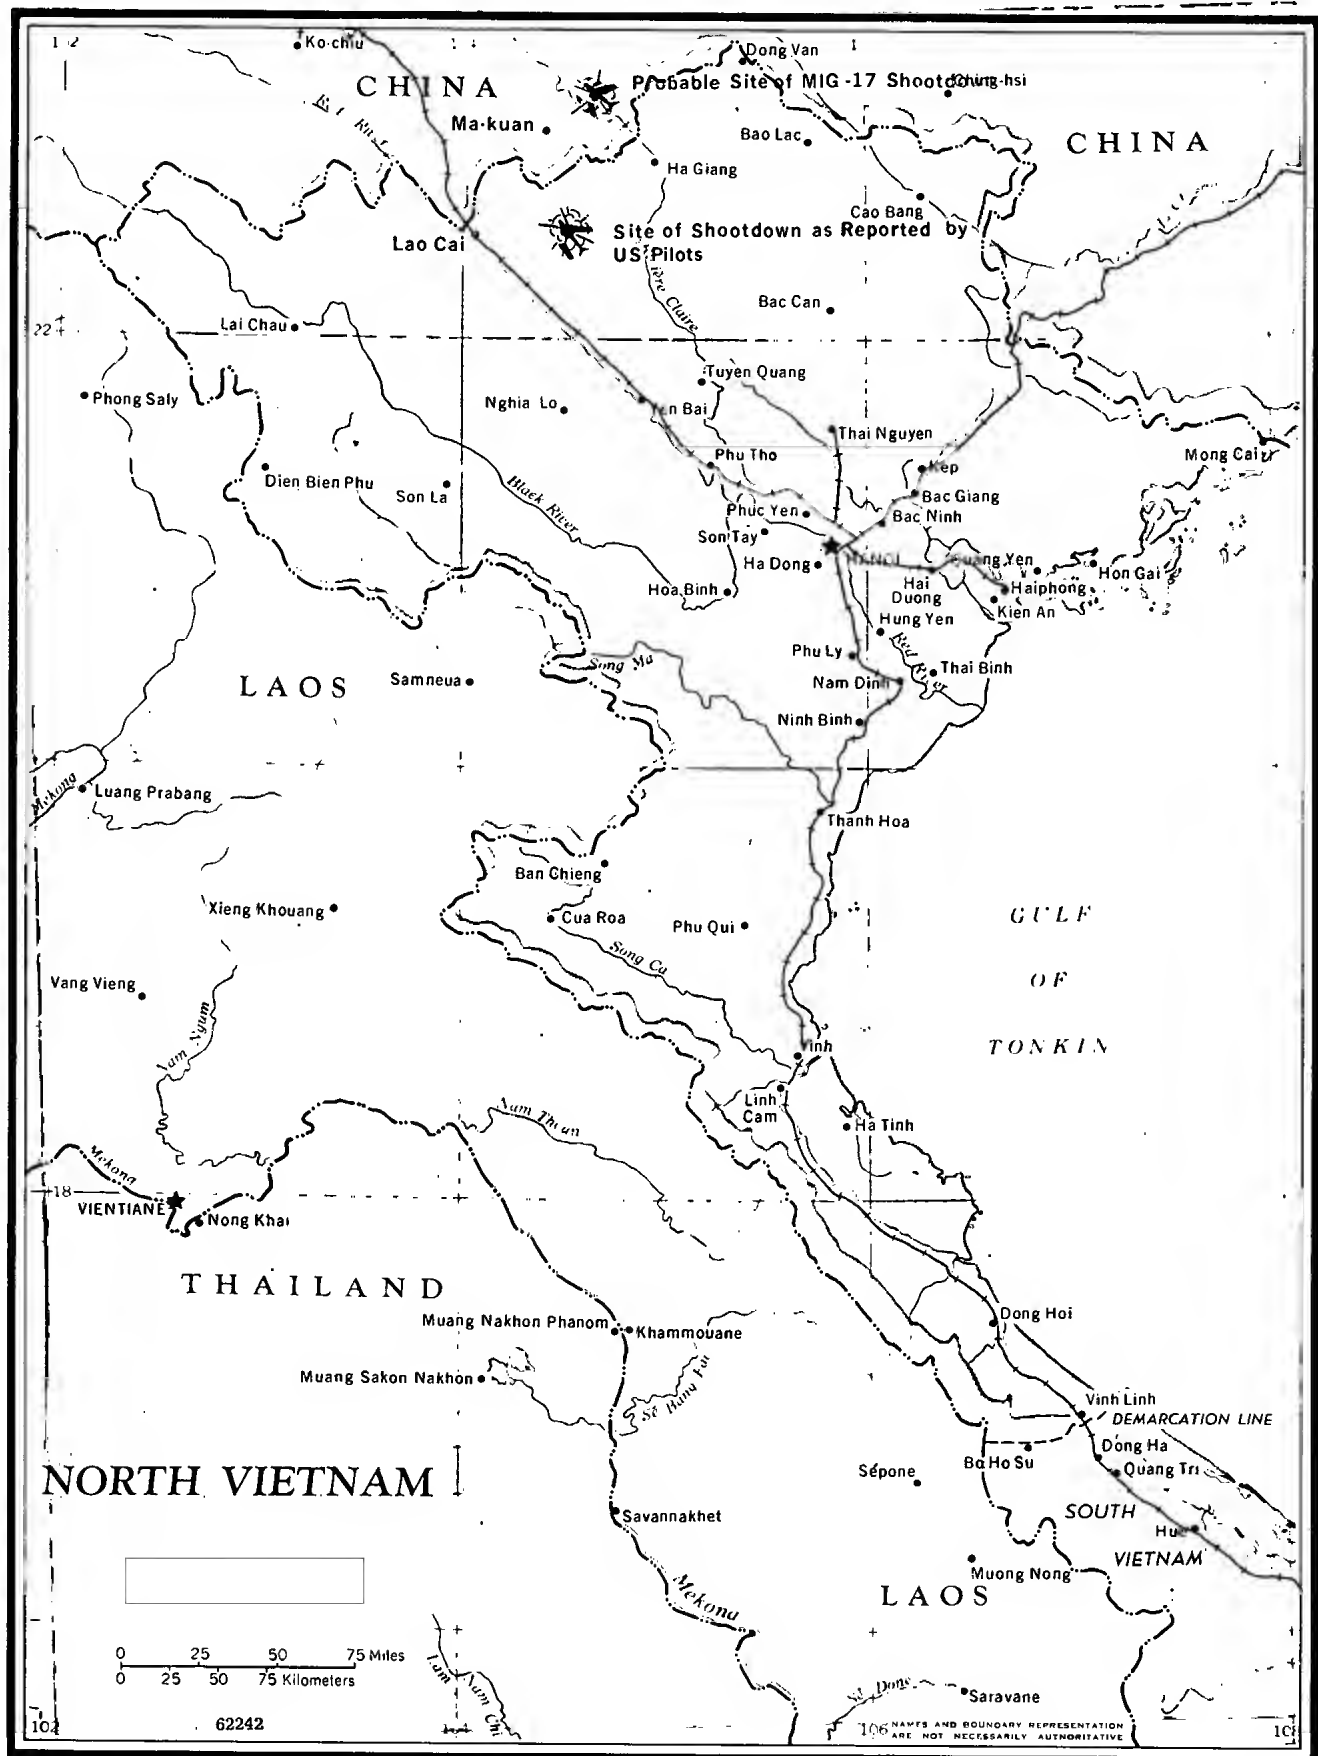 Ko-chiu
Dong Van
CHINA
Probable Site of MIG-17 Shootdown
Ching-hsi
Ma-kuan
Bao Lac
CHINA
Ha Giang
Cao Bang
Lao Cai
Site of Shootdown as Reported by
US Pilots
Claire
Bac Can
22
Lai Chau
Tuyen Quang
Phong Saly
Nghia Lo
Bai
Thai Nguyen
Mong Cai
Phu Tho
Kep
Dien Bien Phu
Son La
Black River
Bac Giang
Phuc Yen
Bac Ninh
Son Tay
HANOI
Ha Dong
Quang Yen
Hon Gai
Hai
Duong
Haiphong
Hoa Binh
Kien An
Hung Yen
Red River
Phu Ly
Thai Binh
Song Ma
LAOS
Samneua
Nam Dinh
Ninh Binh
Mekong
Luang Prabang
Thanh Hoa
Ban Chieng
Xieng Khouang
Cua Roa
Phu Qui
GULF
OF
TONKIN
Song Ca
Vang Vieng
Nam Ngum
Vinh
Linh
Cam
Ha Tinh
Nam Theun
Mekong
18
VIENTIANE
Nong Khai
THAILAND
Dong Hoi
Muang Nakhon Phanom
Khammouane
Muang Sakon Nakhon
Se Bang Fai
Vinh Linh
DEMARCATION LINE
Dong Ha
Ba Ho Su
Quang Tri
Sépone
NORTH VIETNAM
SOUTH
VIETNAM
Hue
Savannakhet
Muong Nong
LAOS
Mekong
0 25 50 75 Miles
0 25 50 75 Kilometers
Nam Chi
Saravane
102
62242
106
NAMES AND BOUNDARY REPRESENTATION
ARE NOT NECESSARILY AUTHORITATIVE